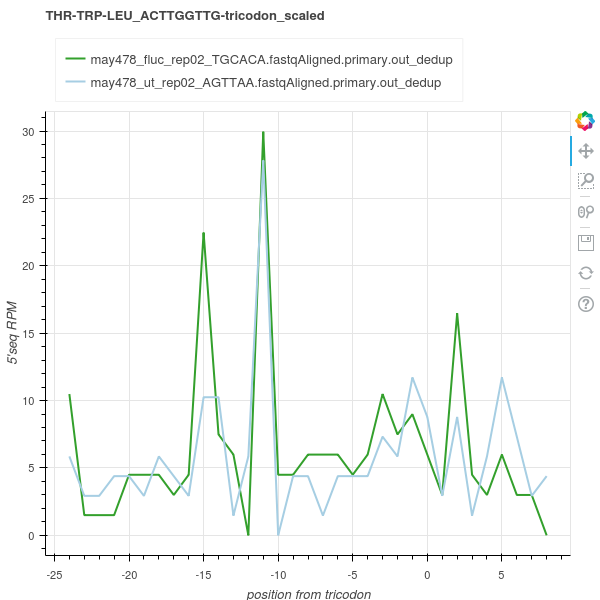 THR-TRP-LEU_ACTTGGTTG-tricodon_scaled
may478_fluc_rep02_TGCACA.fastqAligned.primary.out_dedup
may478_ut_rep02_AGTTAA.fastqAligned.primary.out_dedup
30
25
20
15
10
5
0
5'seq RPM
-25 -20 -15 -10 -5 0 5
position from tricodon